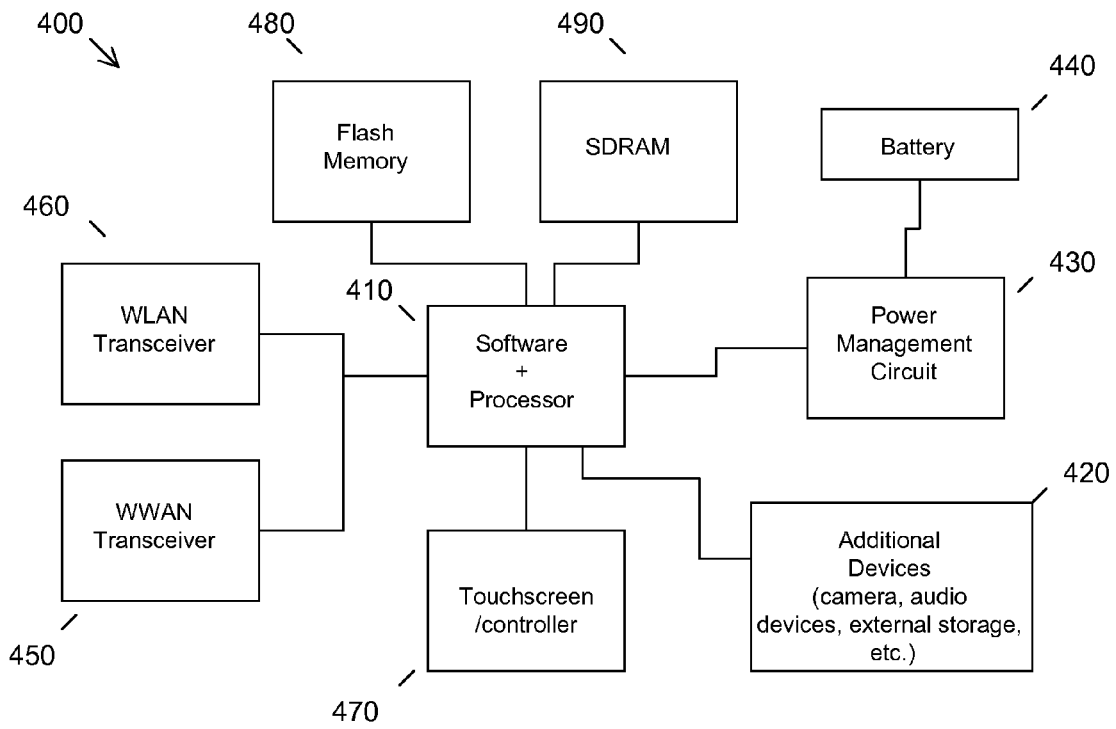 400
480
Flash
Memory
490
SDRAM
440
Battery
460
WLAN
Transceiver
410
Software
+
Processor
430
Power
Management
Circuit
WWAN
Transceiver
450
Touchscreen
/controller
470
420
Additional
Devices
(camera, audio
devices, external storage,
etc.)